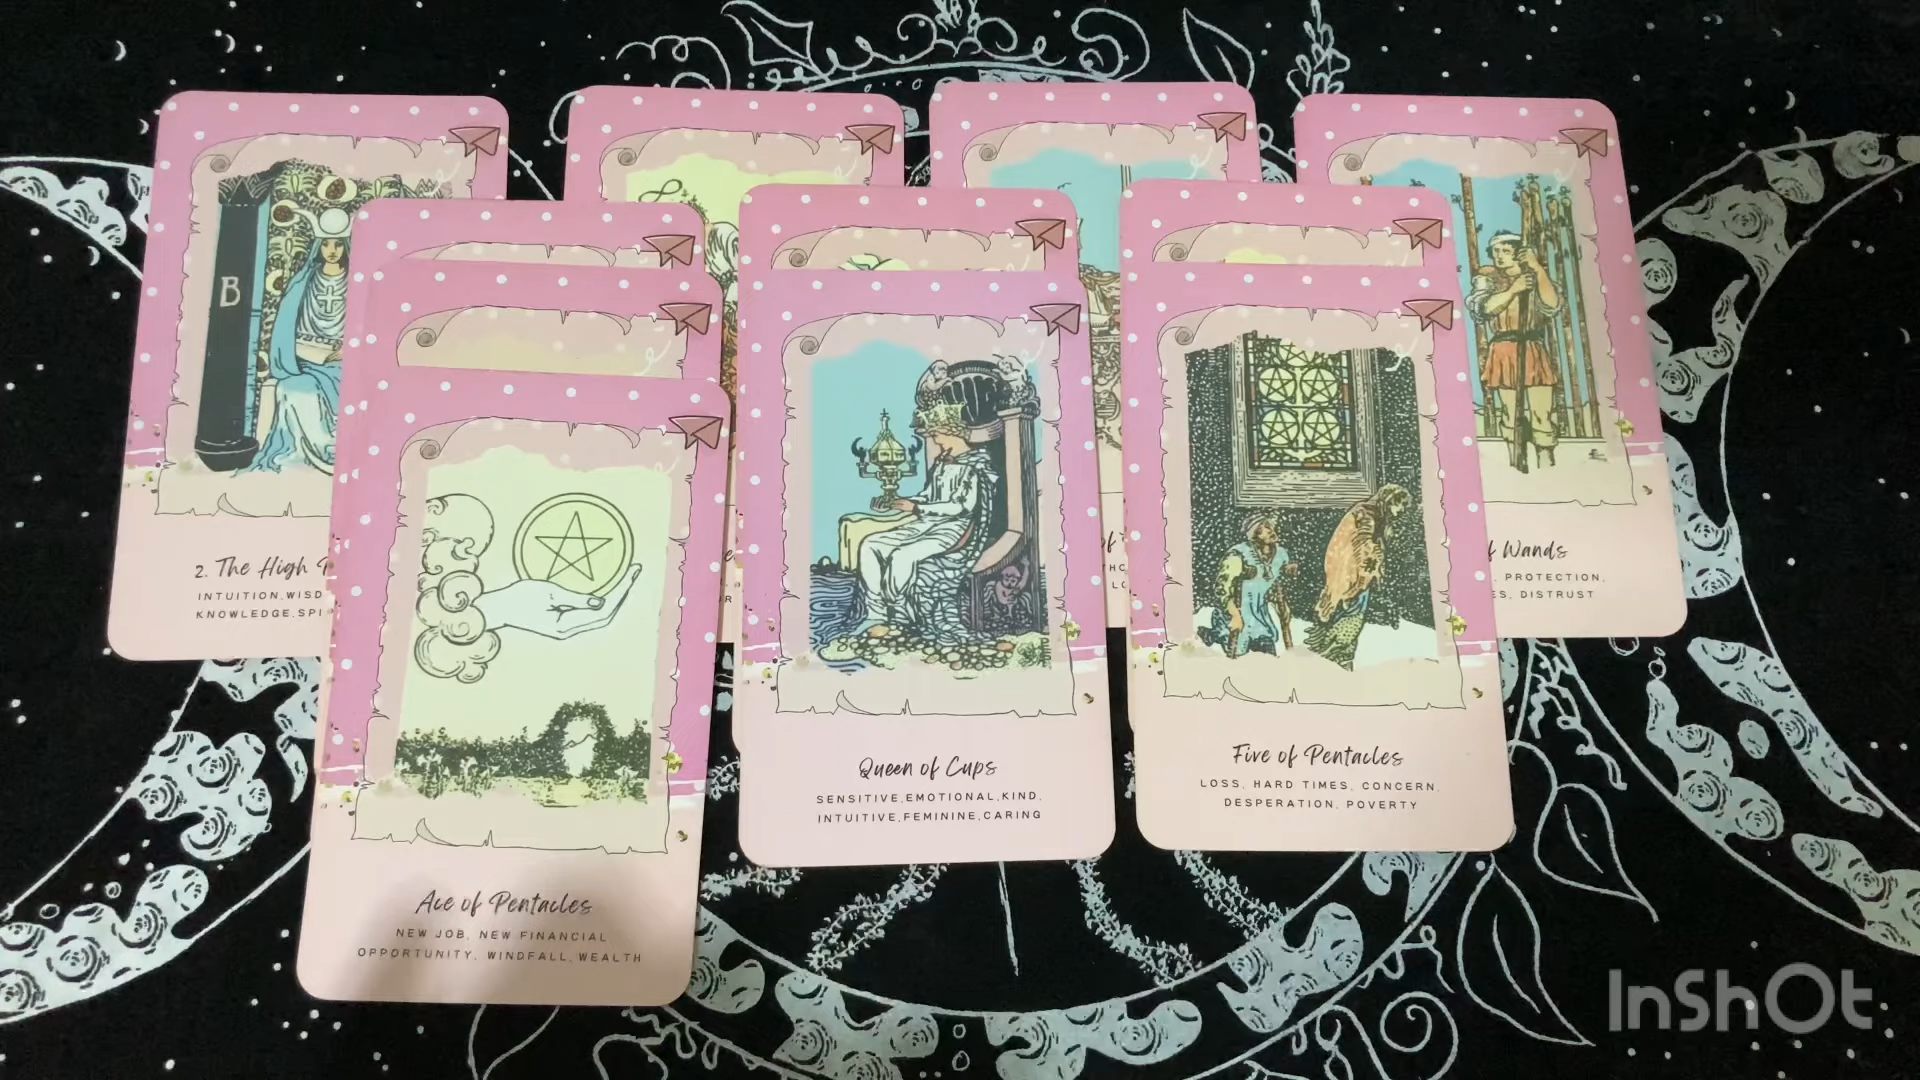 B
2. The High
INTUITION, WISD
KNOWLEDGE, SPI
of Wands
PROTECTION,
DISTRUST
Queen of Cups
SENSITIVE, EMOTIONAL, KIND,
INTUITIVE, FEMININE, CARING
Five of Pentacles
LOSS, HARD TIMES, CONCERN,
DESPERATION, POVERTY
Ace of Pentacles
NEW JOB, NEW FINANCIAL
OPPORTUNITY, WINDFALL, WEALTH
InShOt